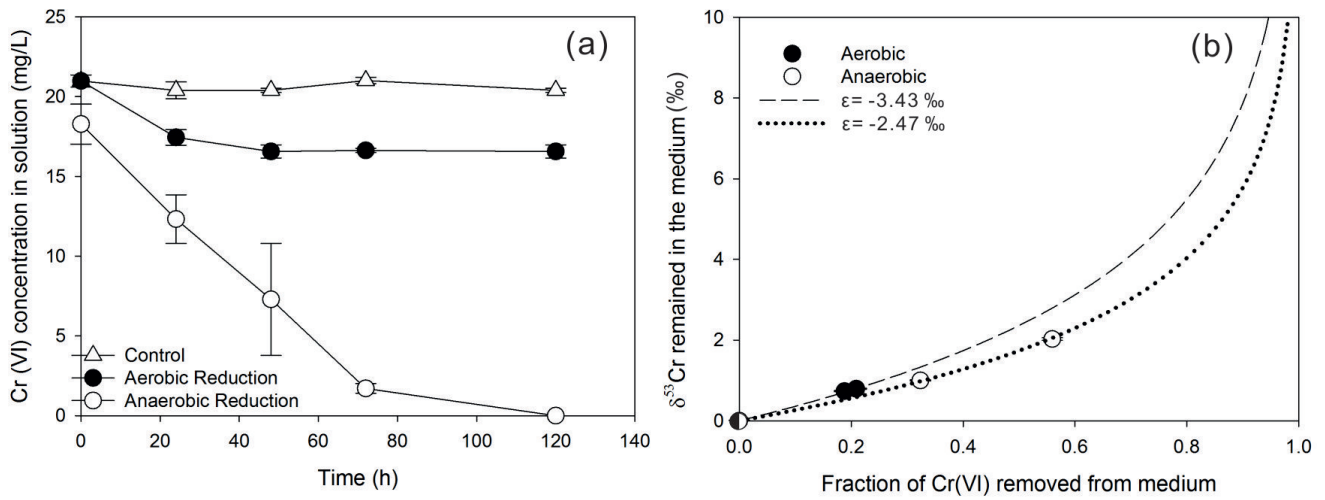 (a)
Cr (VI) concentration in solution (mg/L)
25
20
15
10
5
0
Control
Aerobic Reduction
Anaerobic Reduction
0 20 40 60 80 100 120 140
Time (h)
(b)
δ⁵³Cr remained in the medium (‰)
10
8
6
4
2
0
Aerobic
Anaerobic
ε= -3.43 ‰
ε= -2.47 ‰
0.0 0.2 0.4 0.6 0.8 1.0
Fraction of Cr(VI) removed from medium